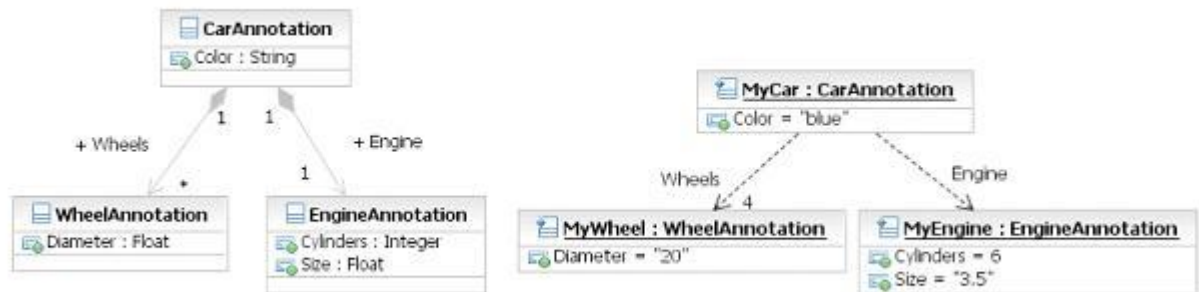 CarAnnotation
Color : String
1
1
+ Wheels
+ Engine
*
1
WheelAnnotation
Diameter : Float
EngineAnnotation
Cylinders : Integer
Size : Float
MyCar : CarAnnotation
Color = "blue"
Wheels
Engine
4
MyWheel : WheelAnnotation
Diameter = "20"
MyEngine : EngineAnnotation
Cylinders = 6
Size = "3.5"